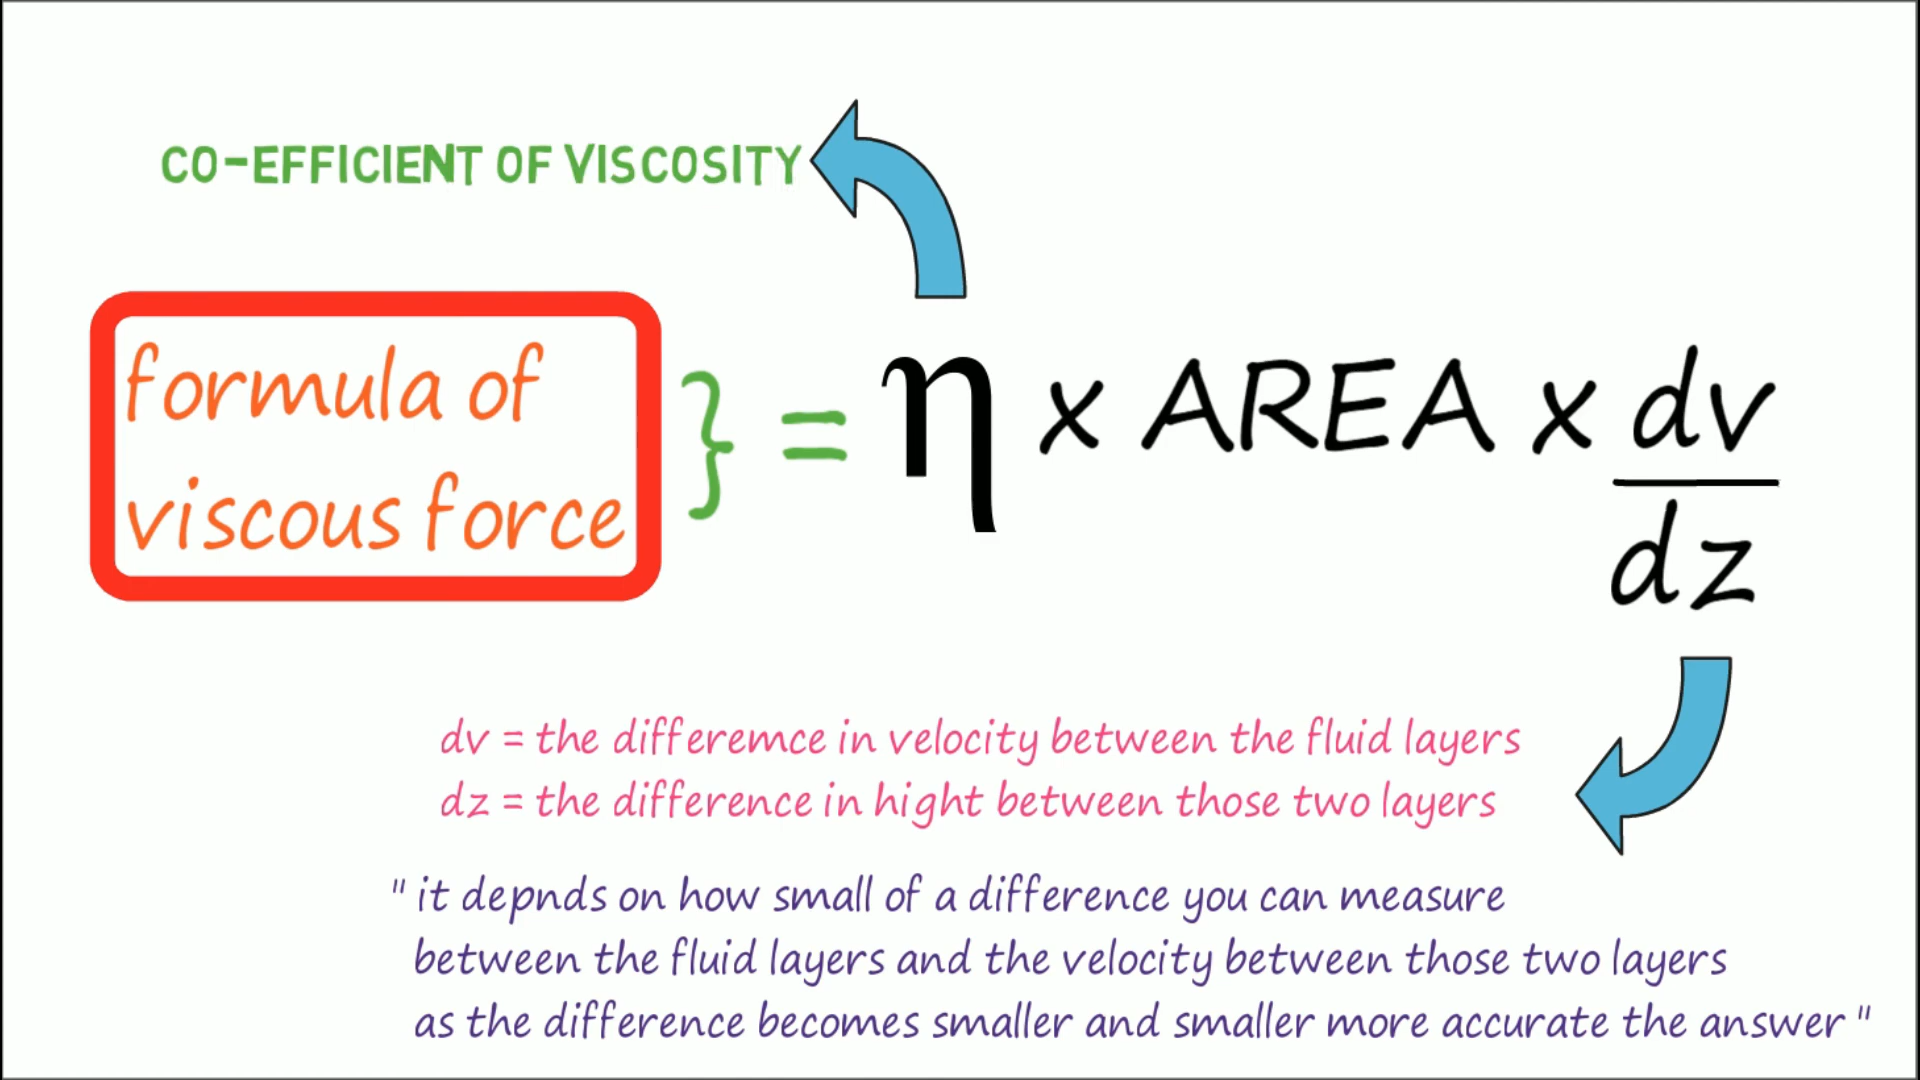 CO-EFFICIENT OF VISCOSITY
formula of
viscous force
} = η x AREA x dv
dz
dv = the differemce in velocity between the fluid layers
dz = the difference in hight between those two layers
" it depnds on how small of a difference you can measure
between the fluid layers and the velocity between those two layers
as the difference becomes smaller and smaller more accurate the answer "